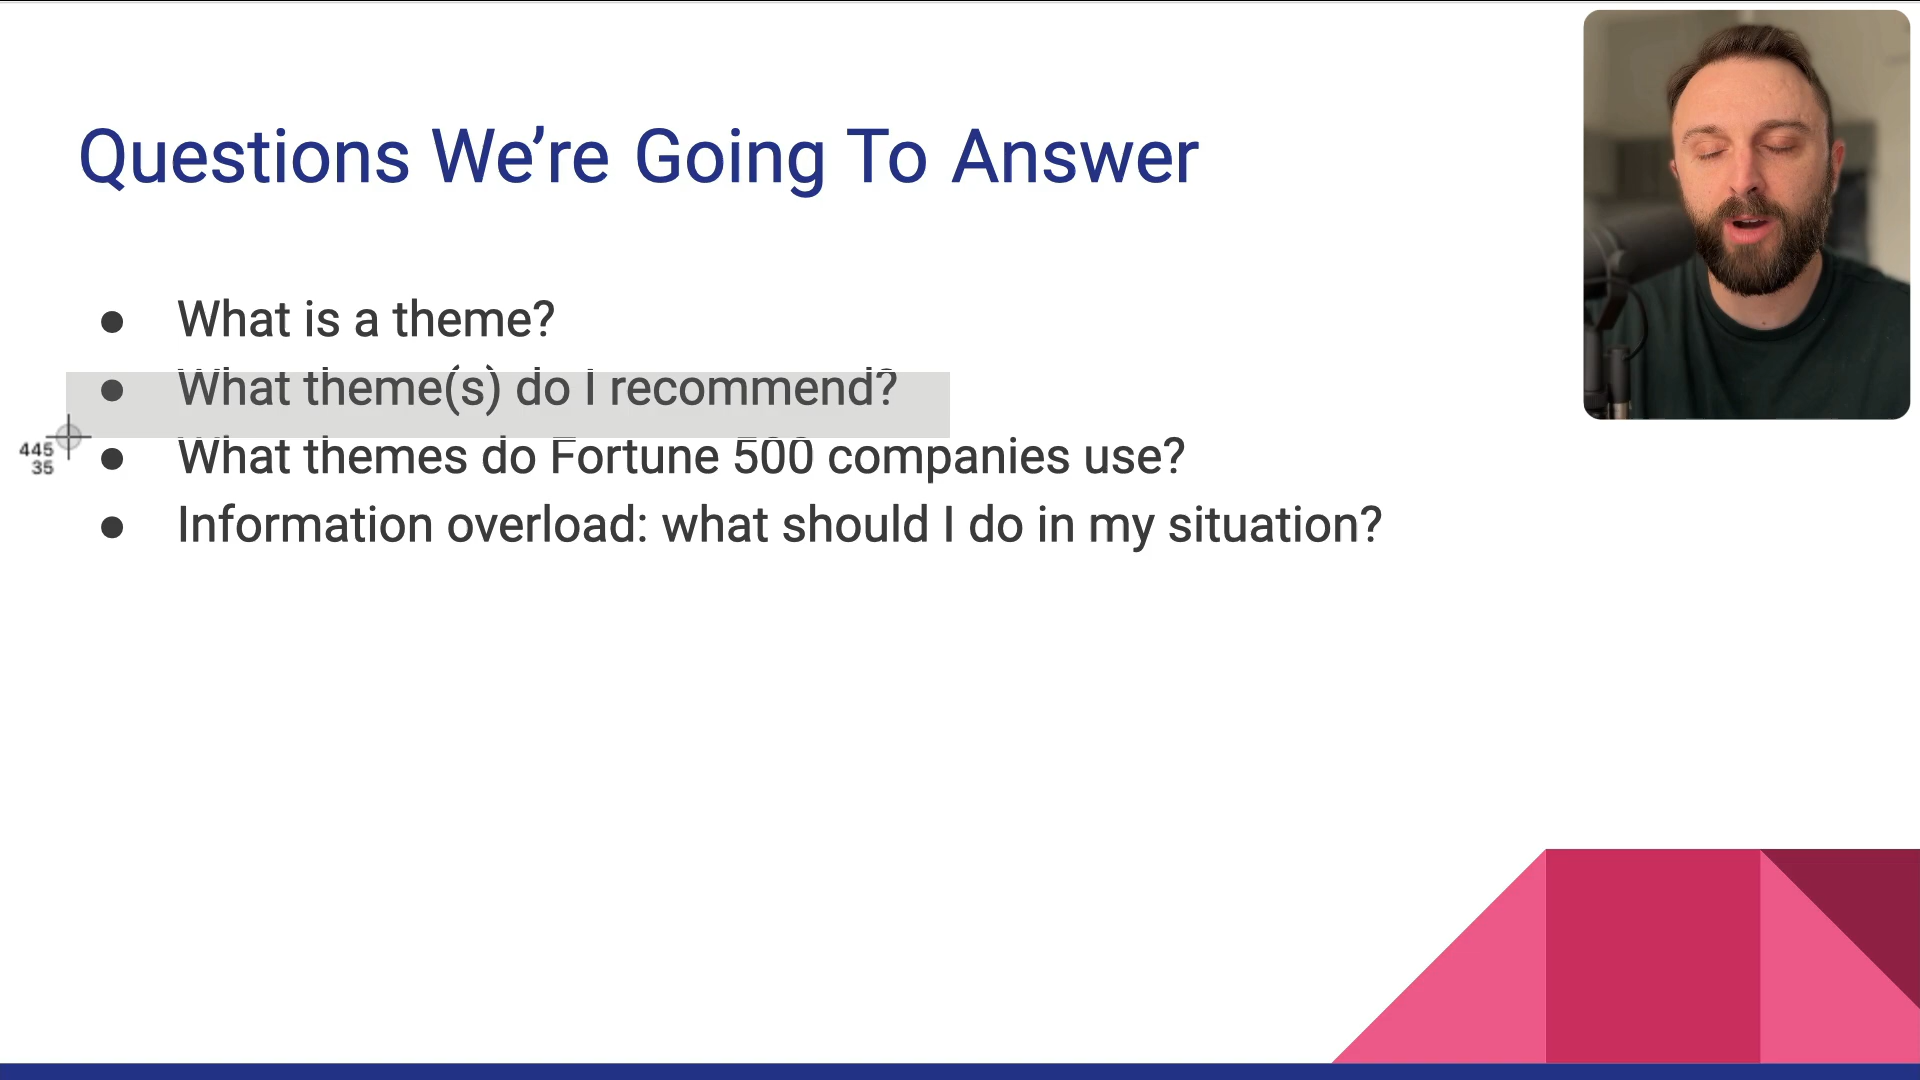 Questions We’re Going To Answer
● What is a theme?
● What theme(s) do I recommend?
● What themes do Fortune 500 companies use?
● Information overload: what should I do in my situation?
445
35